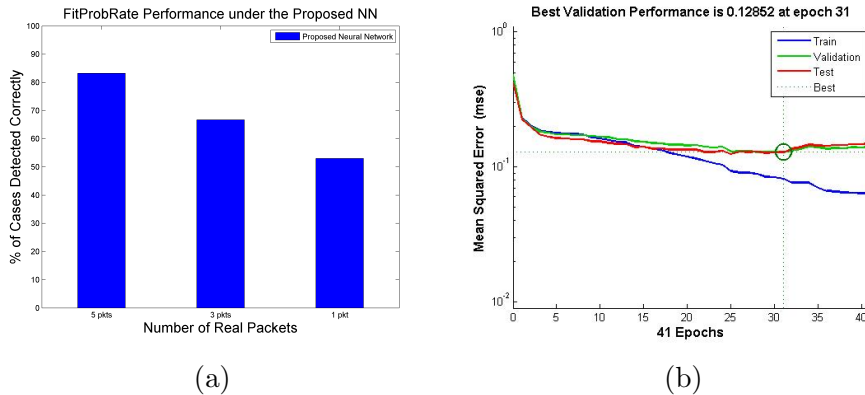 FitProbRate Performance under the Proposed NN
Proposed Neural Network
% of Cases Detected Correctly
100
90
80
70
60
50
40
30
20
10
0
5 pkts 3 pkts 1 pkt
Number of Real Packets
(a)
Best Validation Performance is 0.12852 at epoch 31
Train
Validation
Test
Best
Mean Squared Error (mse)
10^0
10^-1
10^-2
0 5 10 15 20 25 30 35 40
41 Epochs
(b)